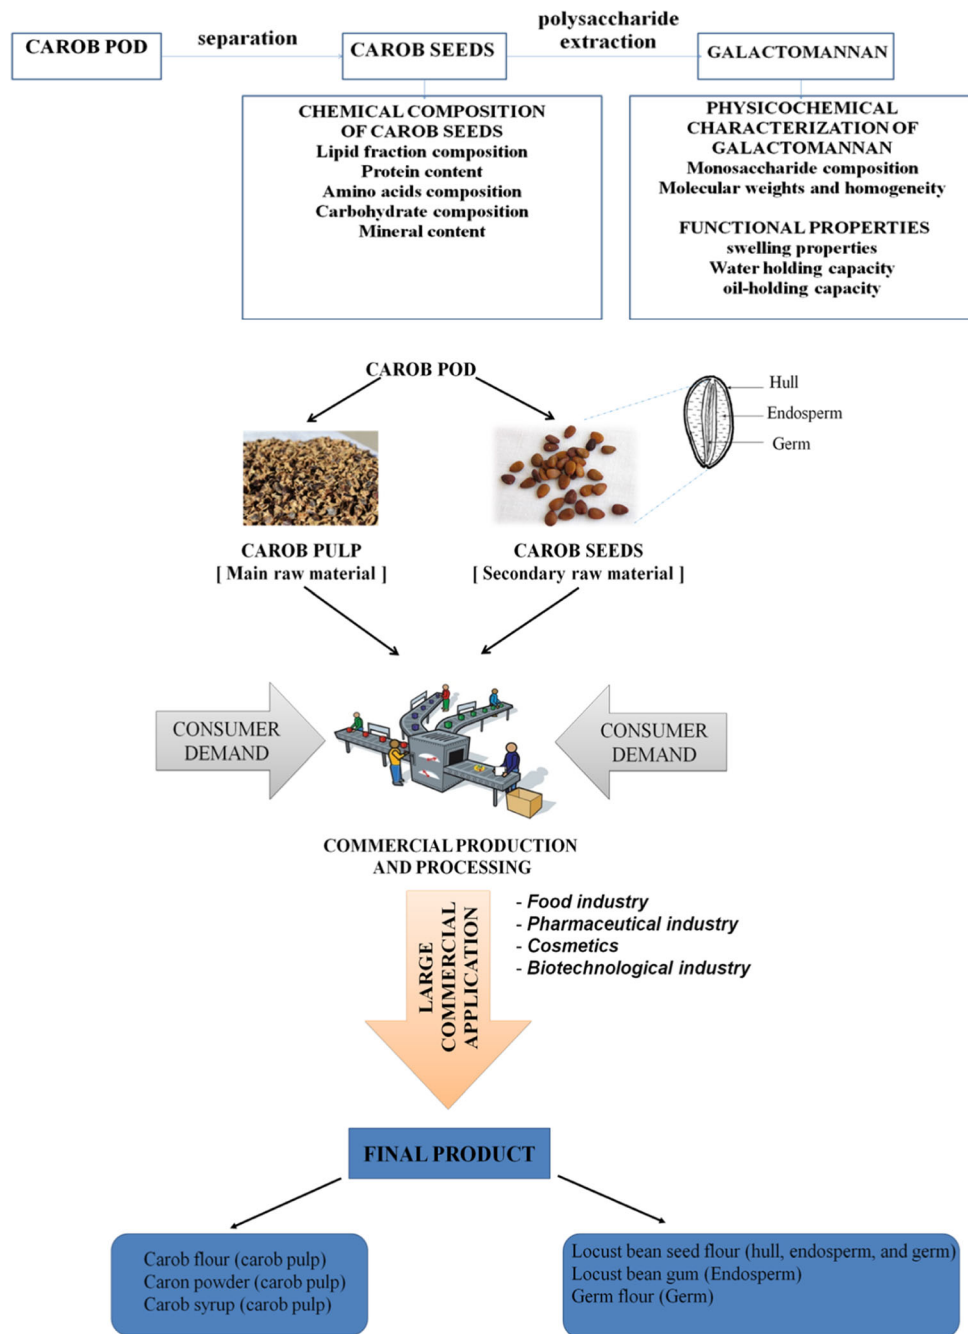 CAROB POD
separation
CAROB SEEDS
polysaccharide
extraction
GALACTOMANNAN
CHEMICAL COMPOSITION
OF CAROB SEEDS
Lipid fraction composition
Protein content
Amino acids composition
Carbohydrate composition
Mineral content
PHYSICOCHEMICAL
CHARACTERIZATION OF
GALACTOMANNAN
Monosaccharide composition
Molecular weights and homogeneity
FUNCTIONAL PROPERTIES
swelling properties
Water holding capacity
oil-holding capacity
CAROB POD
Hull
Endosperm
Germ
CAROB PULP
[ Main raw material ]
CAROB SEEDS
[ Secondary raw material ]
CONSUMER
DEMAND
CONSUMER
DEMAND
COMMERCIAL PRODUCTION
AND PROCESSING
LARGE
COMMERCIAL
APPLICATION
- Food industry
- Pharmaceutical industry
- Cosmetics
- Biotechnological industry
FINAL PRODUCT
Carob flour (carob pulp)
Caron powder (carob pulp)
Carob syrup (carob pulp)
Locust bean seed flour (hull, endosperm, and germ)
Locust bean gum (Endosperm)
Germ flour (Germ)